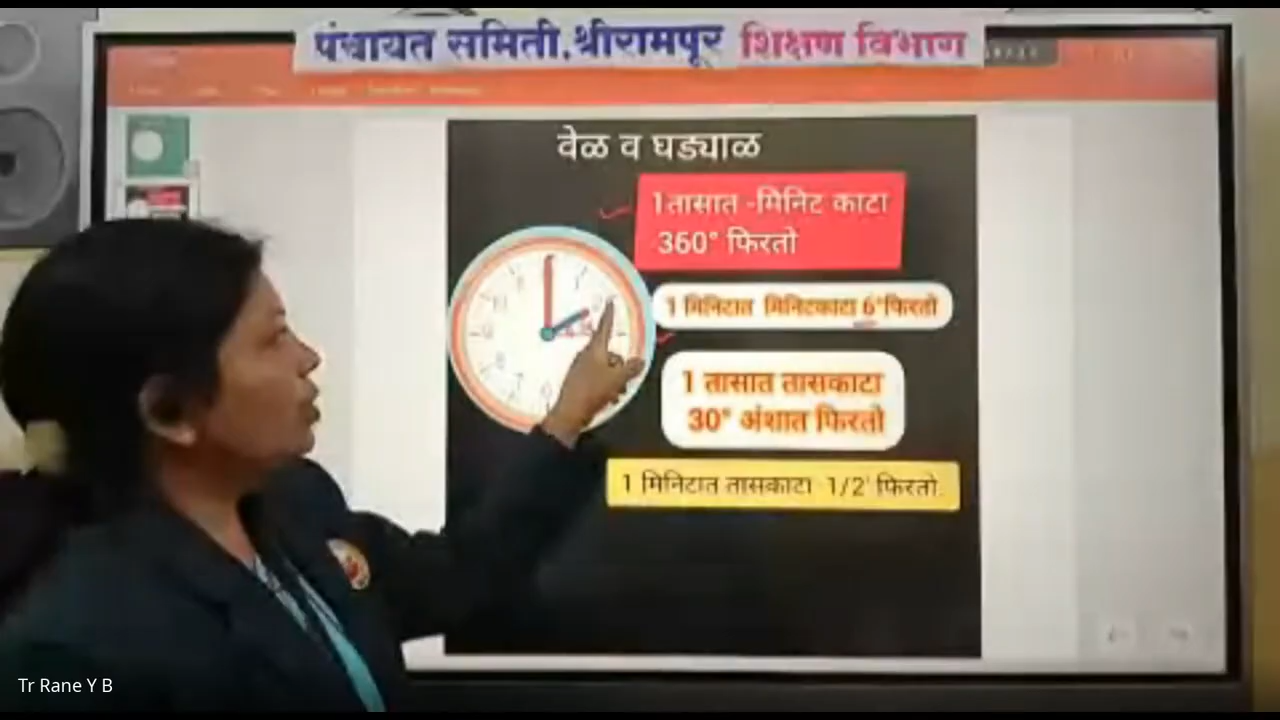 पंचायत समिती,श्रीरामपूर शिक्षण विभाग
वेळ व घड्याळ
1तासात -मिनिट काटा
360° फिरतो
1 मिनिटात मिनिटकाटा 6°फिरतो
1 तासात तासकाटा
30° अंशात फिरतो
1 मिनिटात तासकाटा 1/2' फिरतो.
Tr Rane Y B